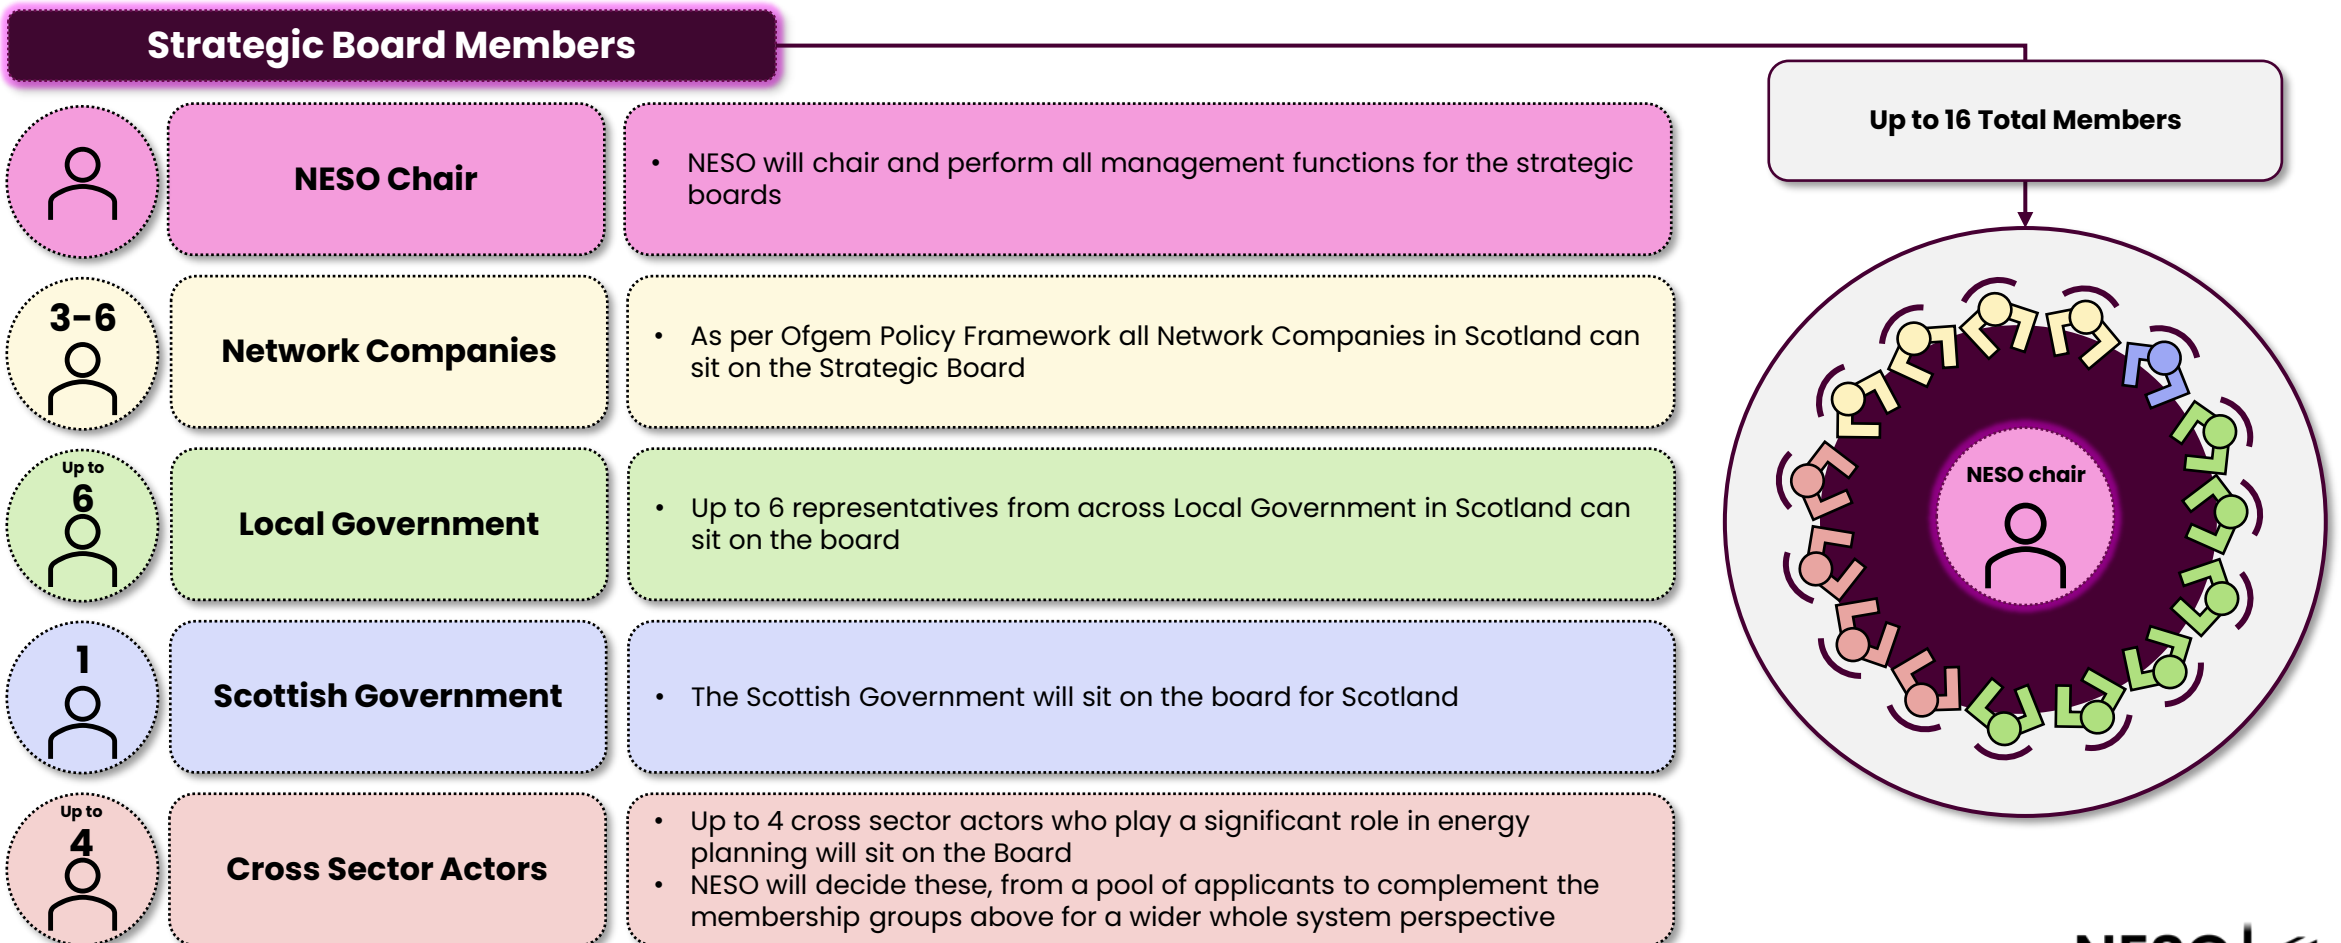 Strategic Board Members
Up to 16 Total Members
NESO Chair
• NESO will chair and perform all management functions for the strategic
boards
3-6
Network Companies
• As per Ofgem Policy Framework all Network Companies in Scotland can
sit on the Strategic Board
Up to
6
Local Government
• Up to 6 representatives from across Local Government in Scotland can
sit on the board
1
Scottish Government
• The Scottish Government will sit on the board for Scotland
Up to
4
Cross Sector Actors
• Up to 4 cross sector actors who play a significant role in energy
planning will sit on the Board
• NESO will decide these, from a pool of applicants to complement the
membership groups above for a wider whole system perspective
NESO chair
NESO